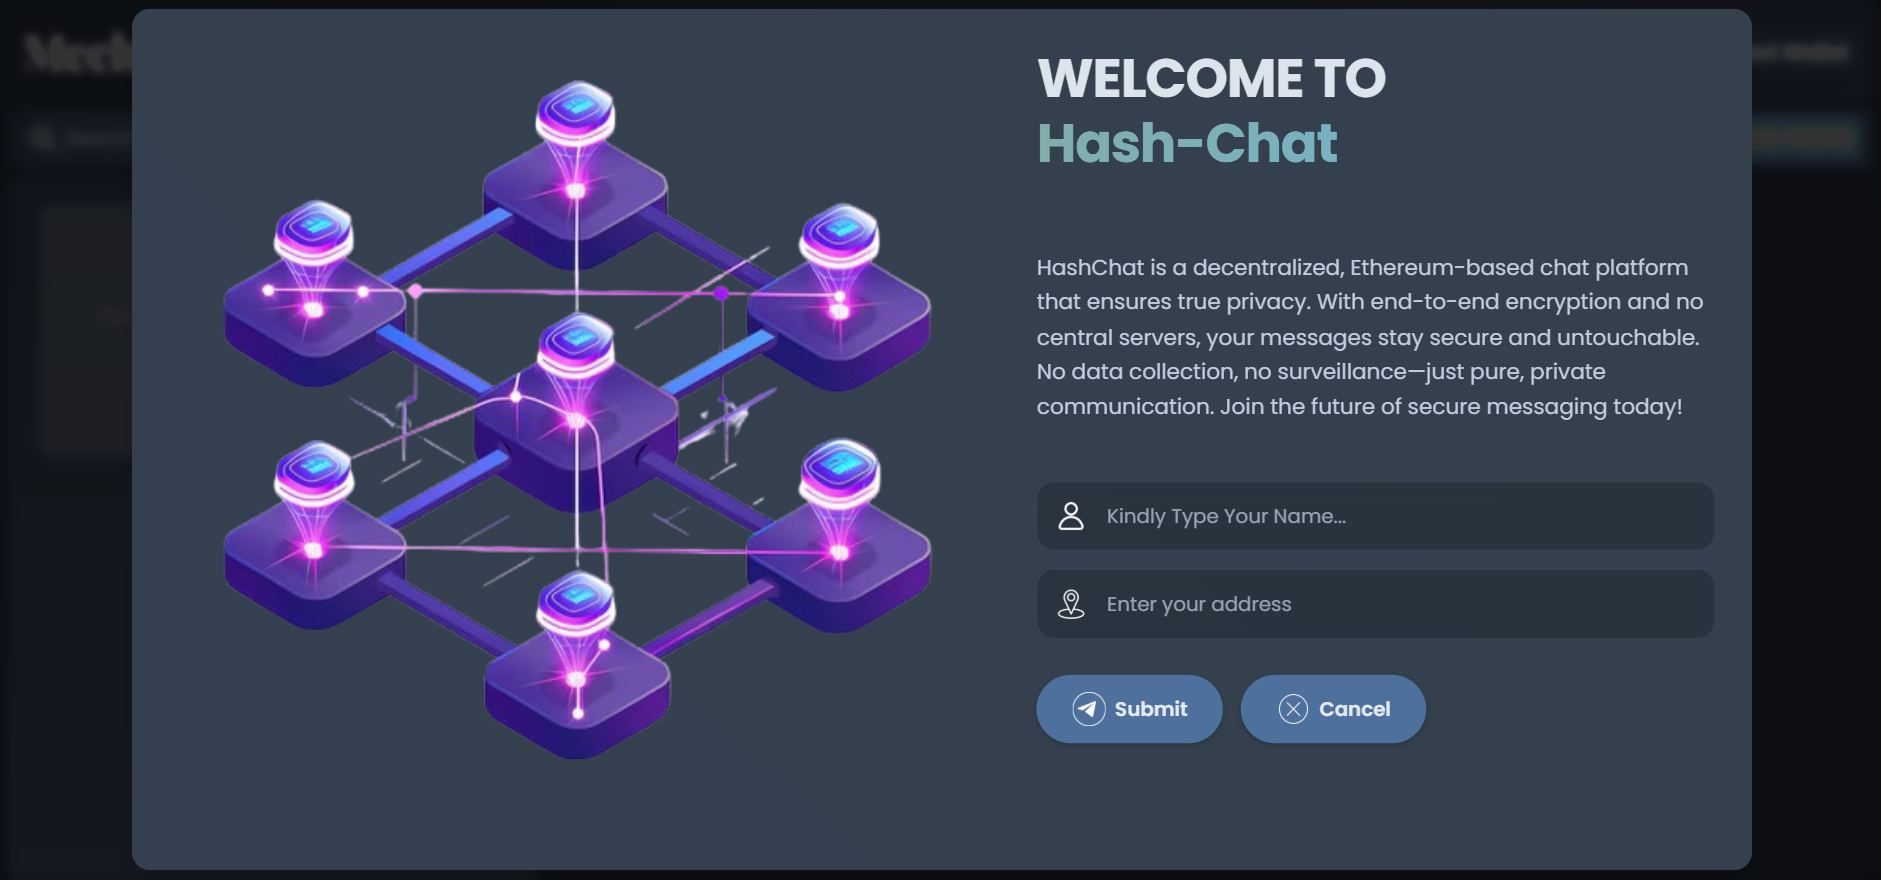 WELCOME TO
Hash-Chat
HashChat is a decentralized, Ethereum-based chat platform
that ensures true privacy. With end-to-end encryption and no
central servers, your messages stay secure and untouchable.
No data collection, no surveillance—just pure, private
communication. Join the future of secure messaging today!
Kindly Type Your Name...
Enter your address
Submit
Cancel